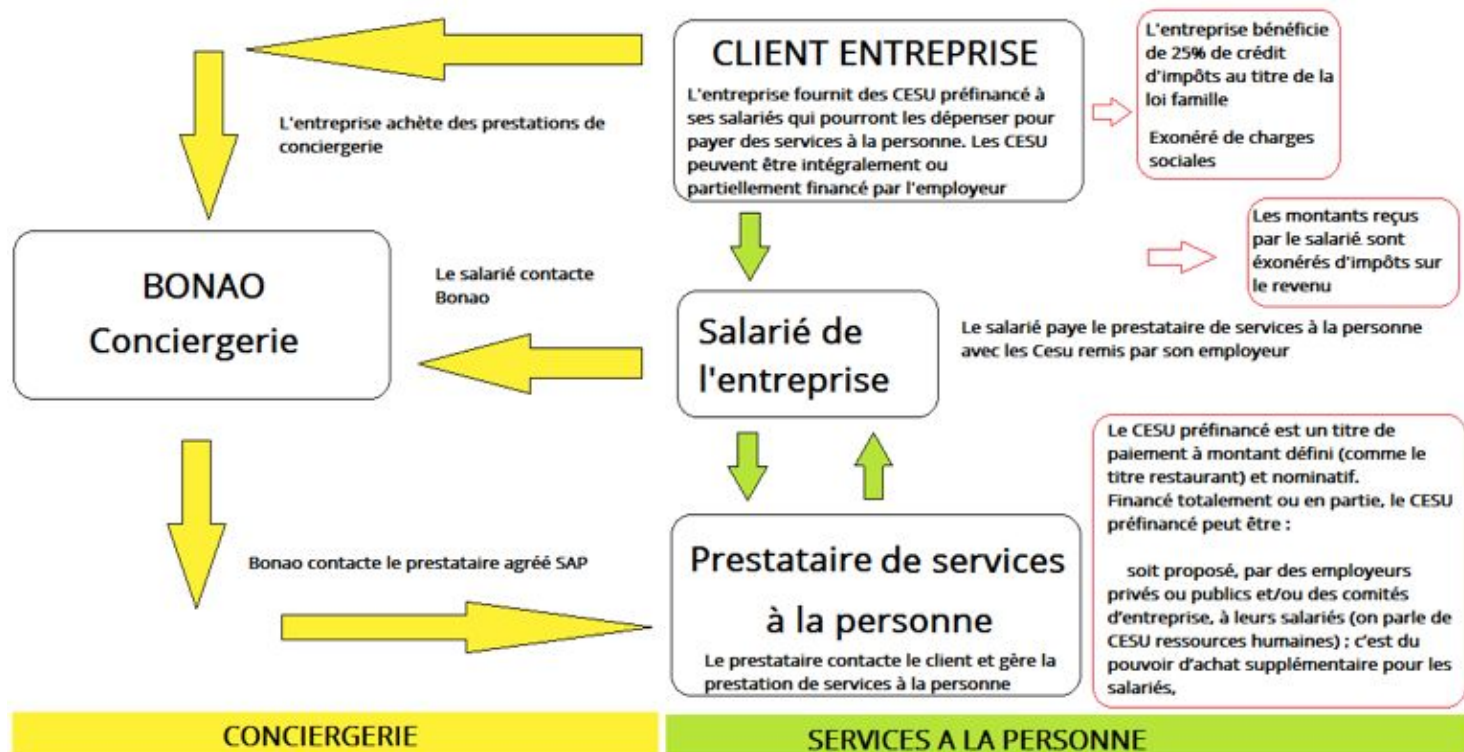 CLIENT ENTREPRISE
L'entreprise fournit des CESU préfinancé à
ses salariés qui pourront les dépenser pour
payer des services à la personne. Les CESU
peuvent être intégralement ou
partiellement financé par l'employeur
L'entreprise bénéficie
de 25% de crédit
d'impôts au titre de la
loi famille
Exonéré de charges
sociales
L'entreprise achète des prestations de
conciergerie
Les montants reçus
par le salarié sont
éxonérés d'impôts sur
le revenu
BONAO
Conciergerie
Le salarié contacte
Bonao
Salarié de
l'entreprise
Le salarié paye le prestataire de services à la personne
avec les Cesu remis par son employeur
Le CESU préfinancé est un titre de
paiement à montant défini (comme le
titre restaurant) et nominatif.
Financé totalement ou en partie, le CESU
préfinancé peut être :
soit proposé, par des employeurs
privés ou publics et/ou des comités
d'entreprise, à leurs salariés (on parle de
CESU ressources humaines) ; c'est du
pouvoir d'achat supplémentaire pour les
salariés,
Bonao contacte le prestataire agréé SAP
Prestataire de services
à la personne
Le prestataire contacte le client et gère la
prestation de services à la personne
CONCIERGERIE
SERVICES A LA PERSONNE